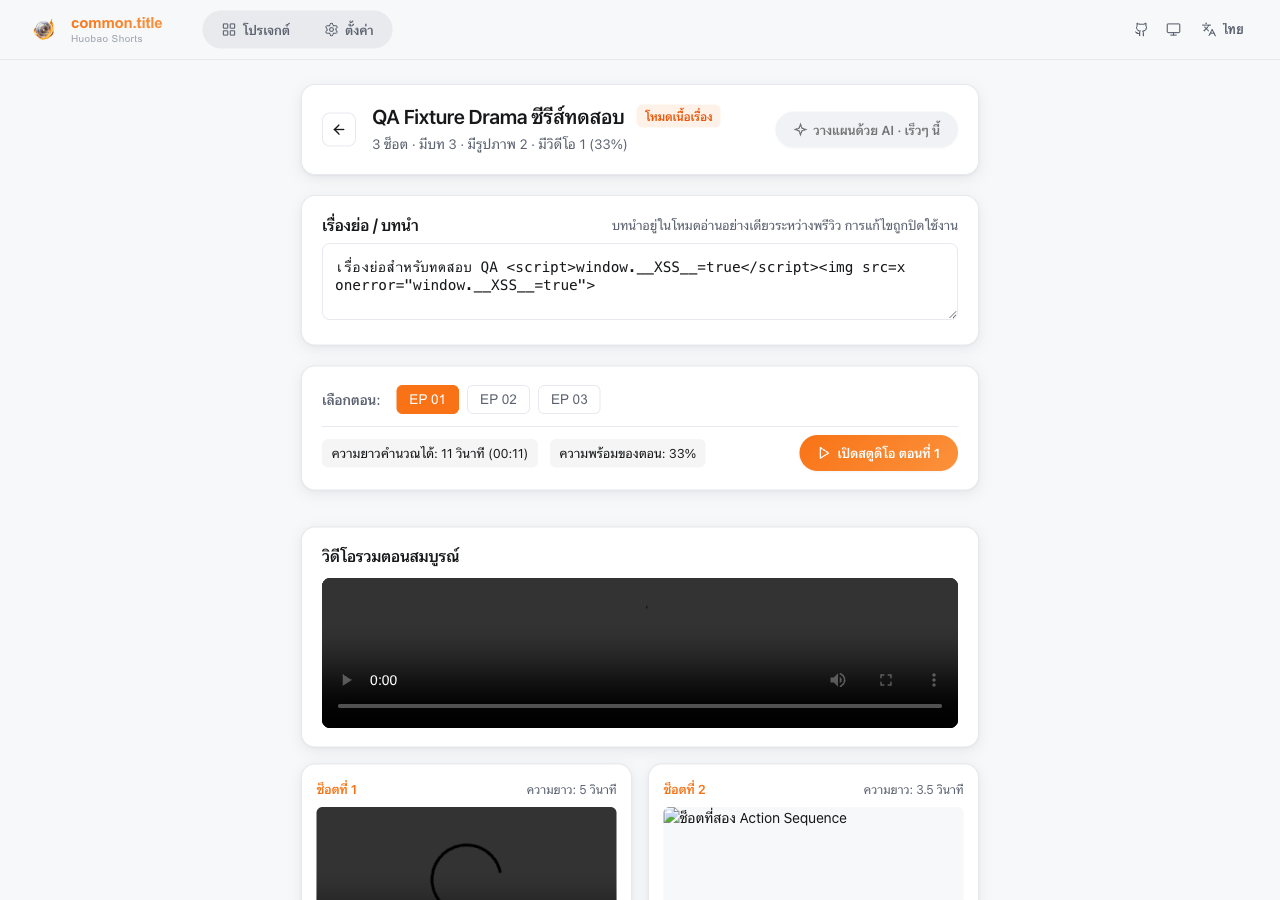 common.title
Huobao Shorts
โปรเจกต์
ตั้งค่า
ไทย
QA Fixture Drama ซีรีส์ทดสอบ
โหมดเนื้อเรื่อง
3 ช็อต · มีบท 3 · มีรูปภาพ 2 · มีวิดีโอ 1 (33%)
วางแผนด้วย AI · เร็วๆ นี้
เรื่องย่อ / บทนำ
บทนำอยู่ในโหมดอ่านอย่างเดียวระหว่างพรีวิว การแก้ไขถูกปิดใช้งาน
เรื่องย่อสำหรับทดสอบ QA <script>window.__XSS__=true</script><img src=x
onerror="window.__XSS__=true">
เลือกตอน:
EP 01
EP 02
EP 03
ความยาวคำนวณได้: 11 วินาที (00:11)
ความพร้อมของตอน: 33%
เปิดสตูดิโอ ตอนที่ 1
วิดีโอรวมตอนสมบูรณ์
0:00
ช็อตที่ 1
ความยาว: 5 วินาที
ช็อตที่ 2
ความยาว: 3.5 วินาที
ช็อตที่สอง Action Sequence